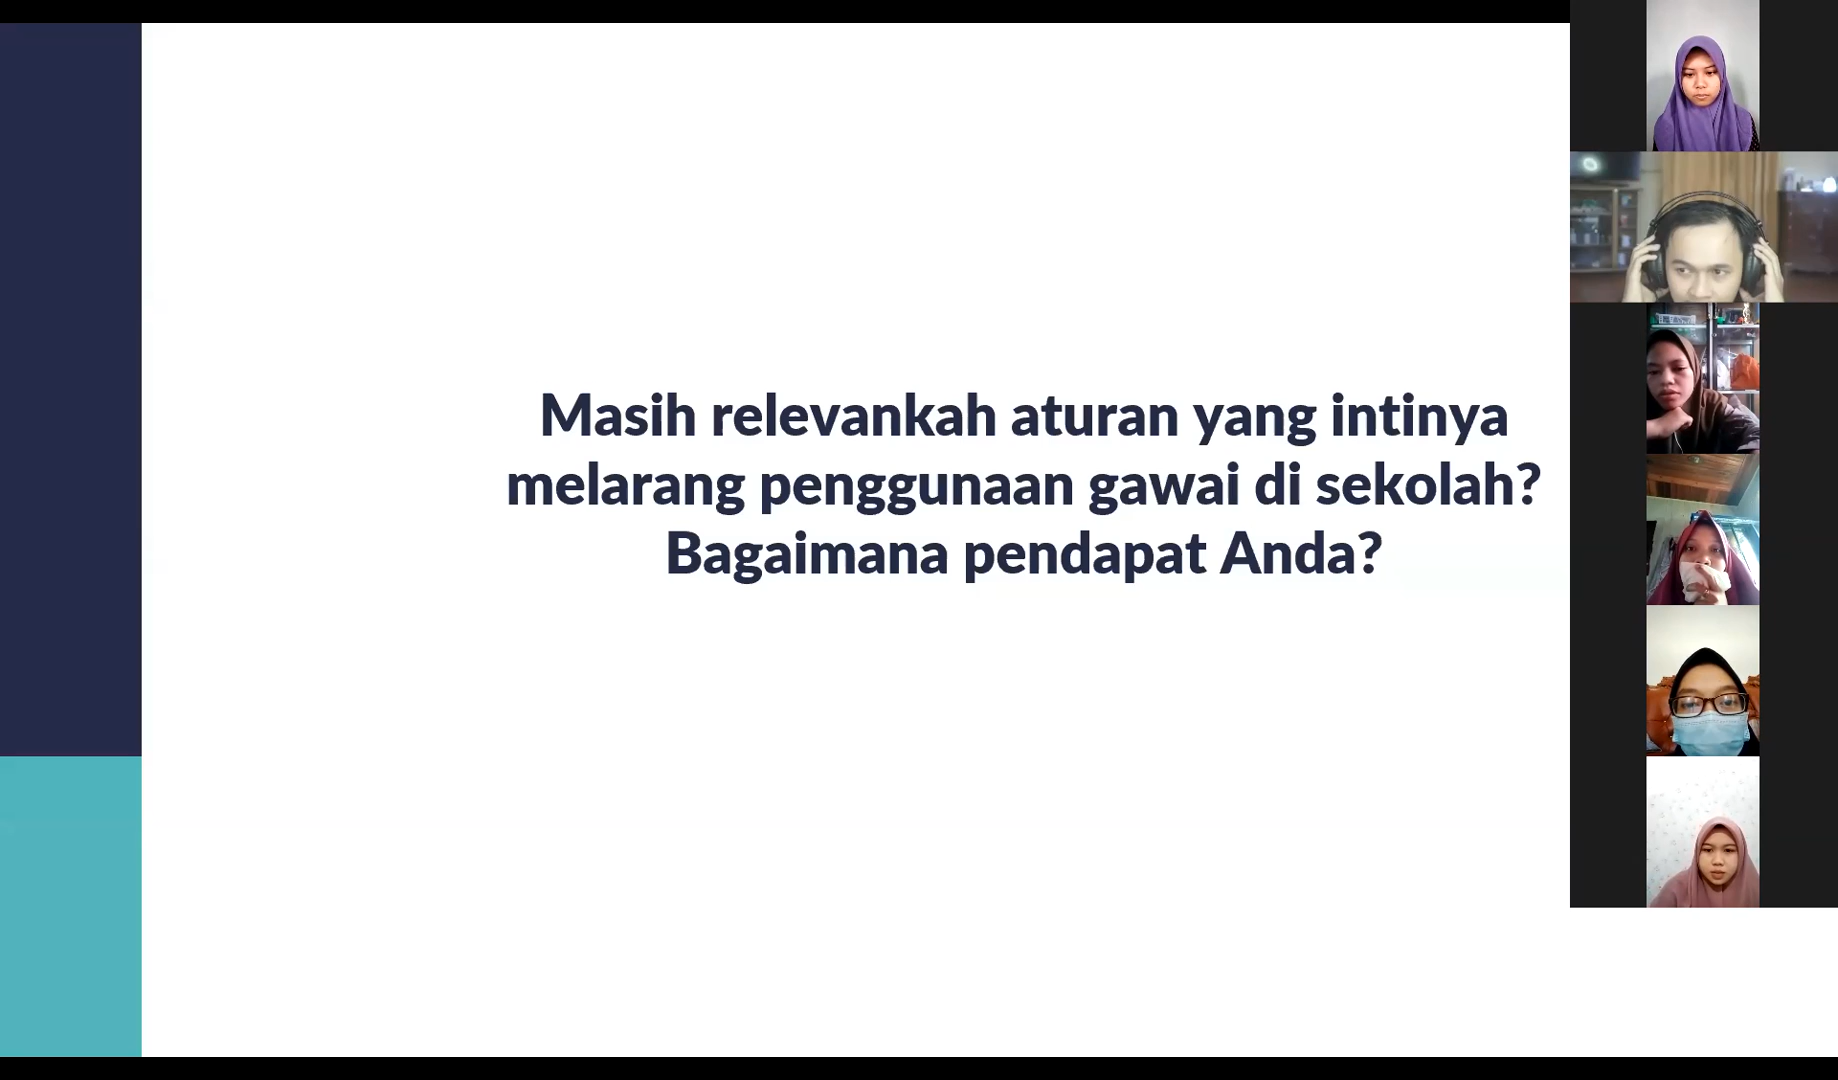 Masih relevankah aturan yang intinya
melarang penggunaan gawai di sekolah?
Bagaimana pendapat Anda?